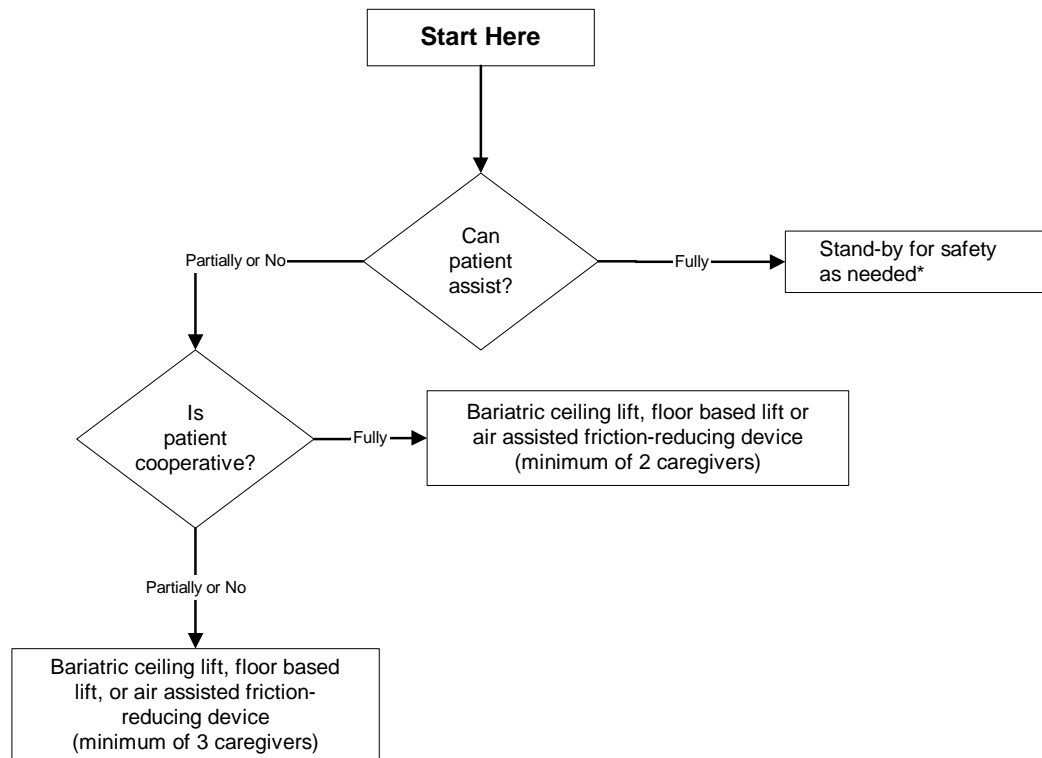 Start Here
Can
patient
assist?
Partially or No
Fully
Stand-by for safety
as needed*
Is
patient
cooperative?
Fully
Bariatric ceiling lift, floor based lift or
air assisted friction-reducing device
(minimum of 2 caregivers)
Partially or No
Bariatric ceiling lift, floor based
lift, or air assisted friction-
reducing device
(minimum of 3 caregivers)